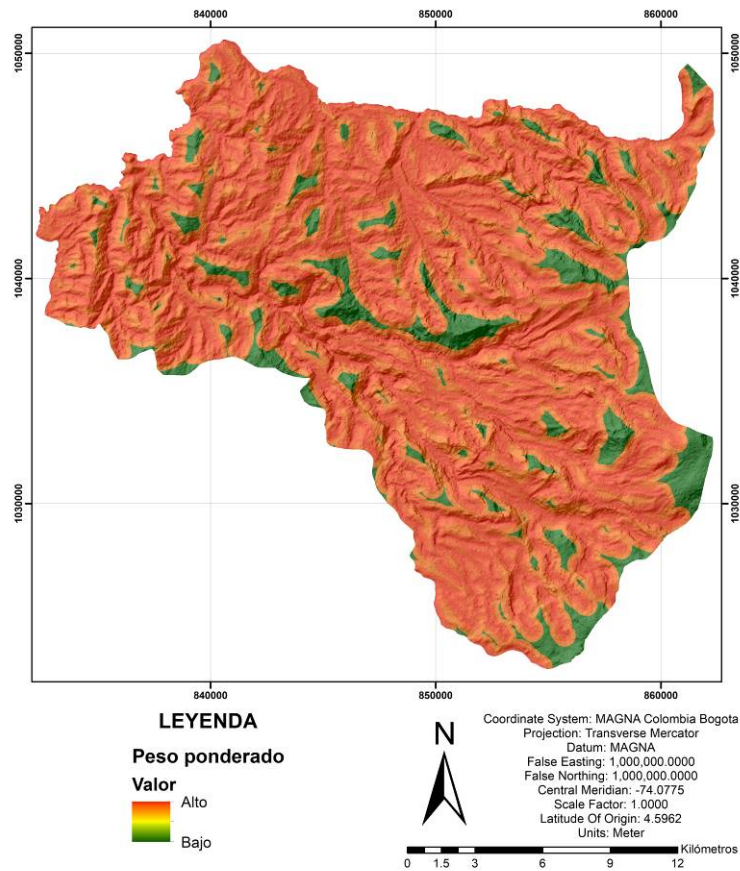 840000 850000 860000
1050000 1050000
1040000 1040000
1030000 1030000
840000 850000 860000
LEYENDA
Peso ponderado
Valor
Alto
Bajo
N
Coordinate System: MAGNA Colombia Bogota
Projection: Transverse Mercator
Datum: MAGNA
False Easting: 1,000,000.0000
False Northing: 1,000,000.0000
Central Meridian: -74.0775
Scale Factor: 1.0000
Latitude Of Origin: 4.5962
Units: Meter
Kilómetros
0 1.5 3 6 9 12